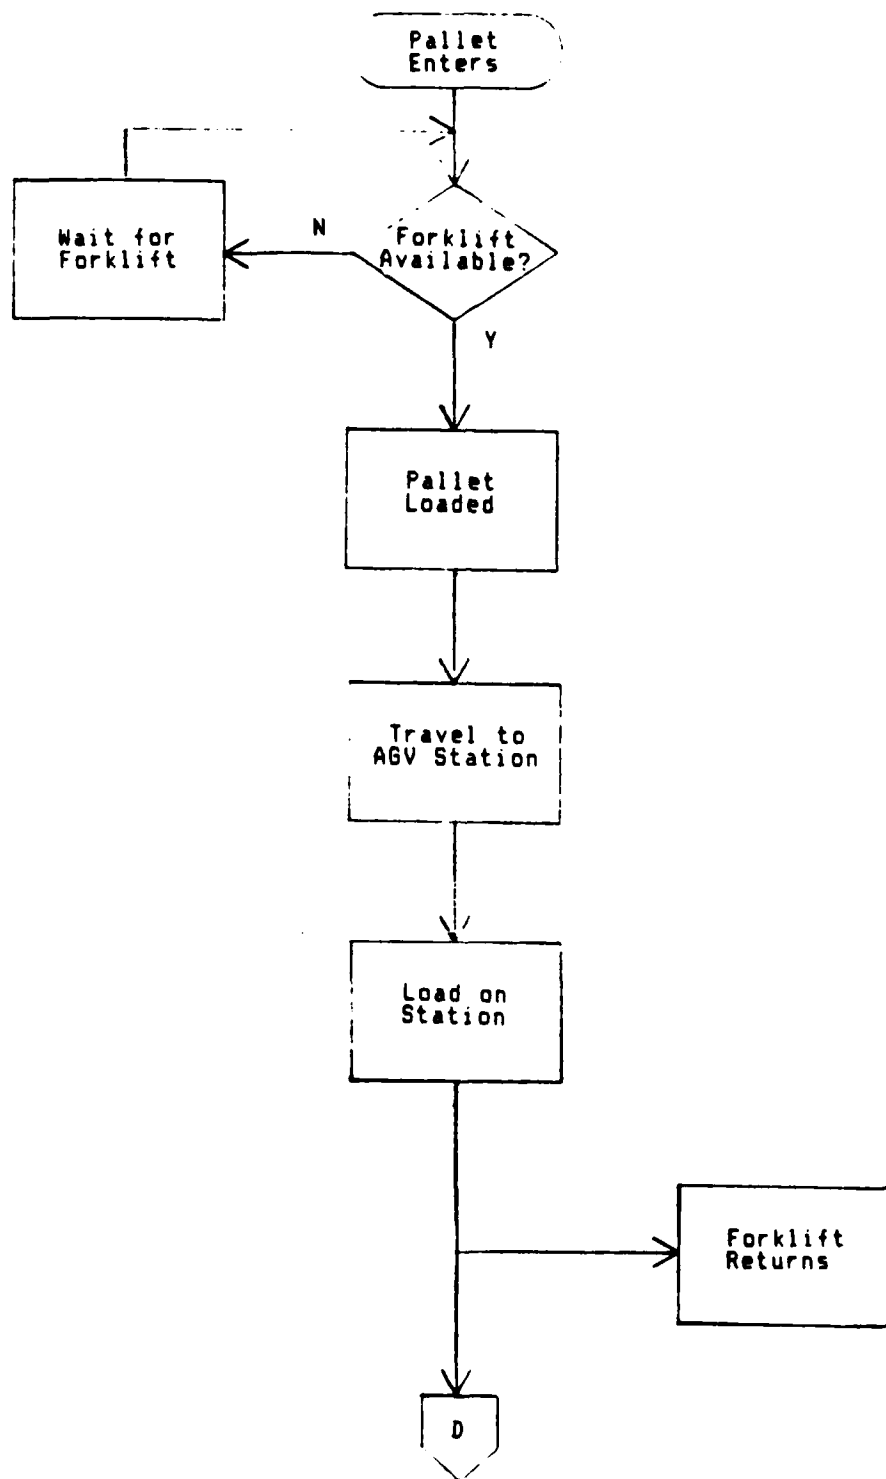 Pallet
Enters
N
Forklift
Available?
Wait for
Forklift
Y
Pallet
Loaded
Travel to
AGV Station
Load on
Station
Forklift
Returns
D